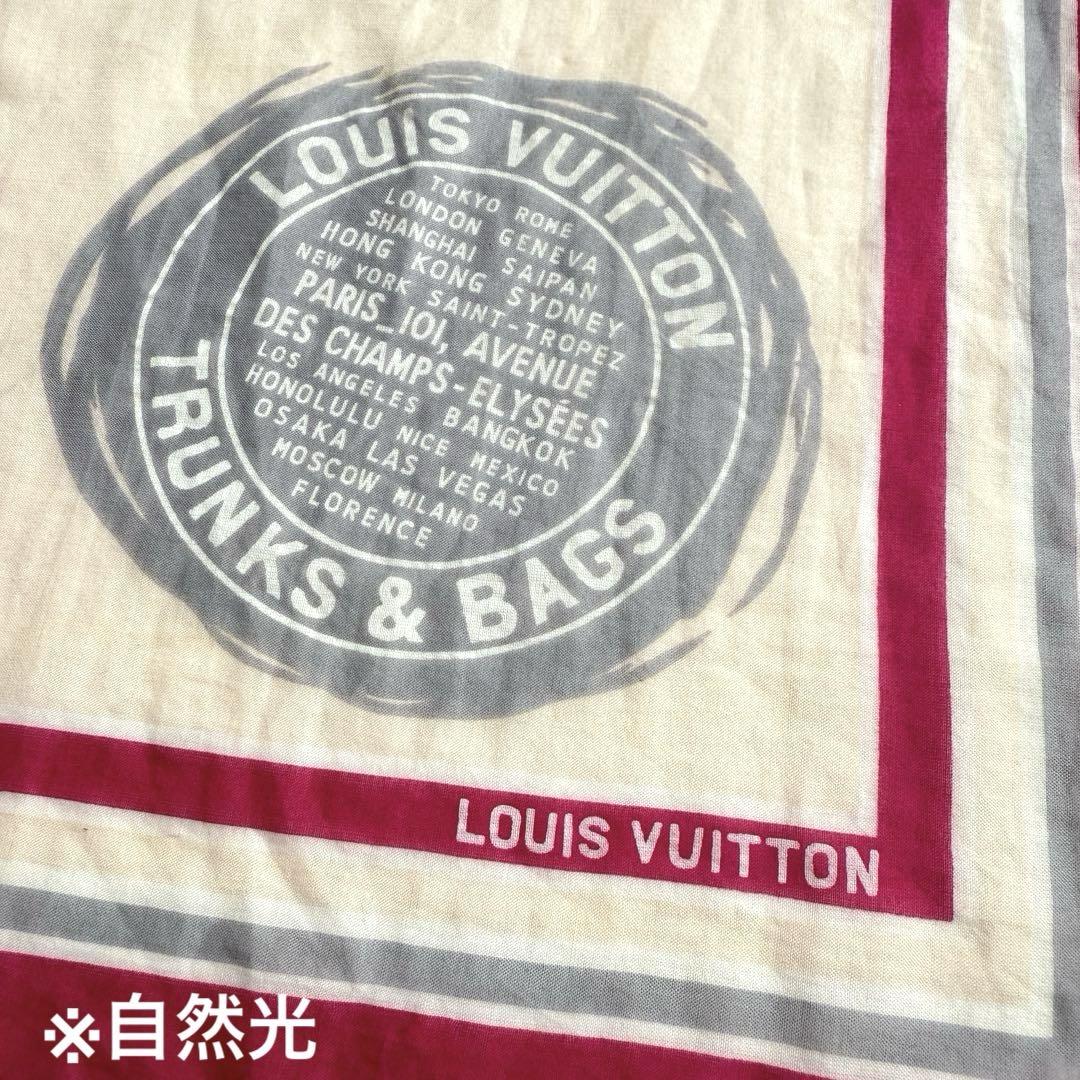 LOUIS VUITTON
TOKYO ROME
LONDON GENEVA
SHANGHAI SAIPAN
HONG KONG SYDNEY
NEW YORK SAINT-TROPEZ
PARIS_101, AVENUE
DES CHAMPS-ELYSÉES
LOS ANGELES BANGKOK
HONOLULU NICE MEXICO
OSAKA LAS VEGAS
MOSCOW MILANO
FLORENCE
TRUNKS & BAGS
LOUIS VUITTON
※自然光